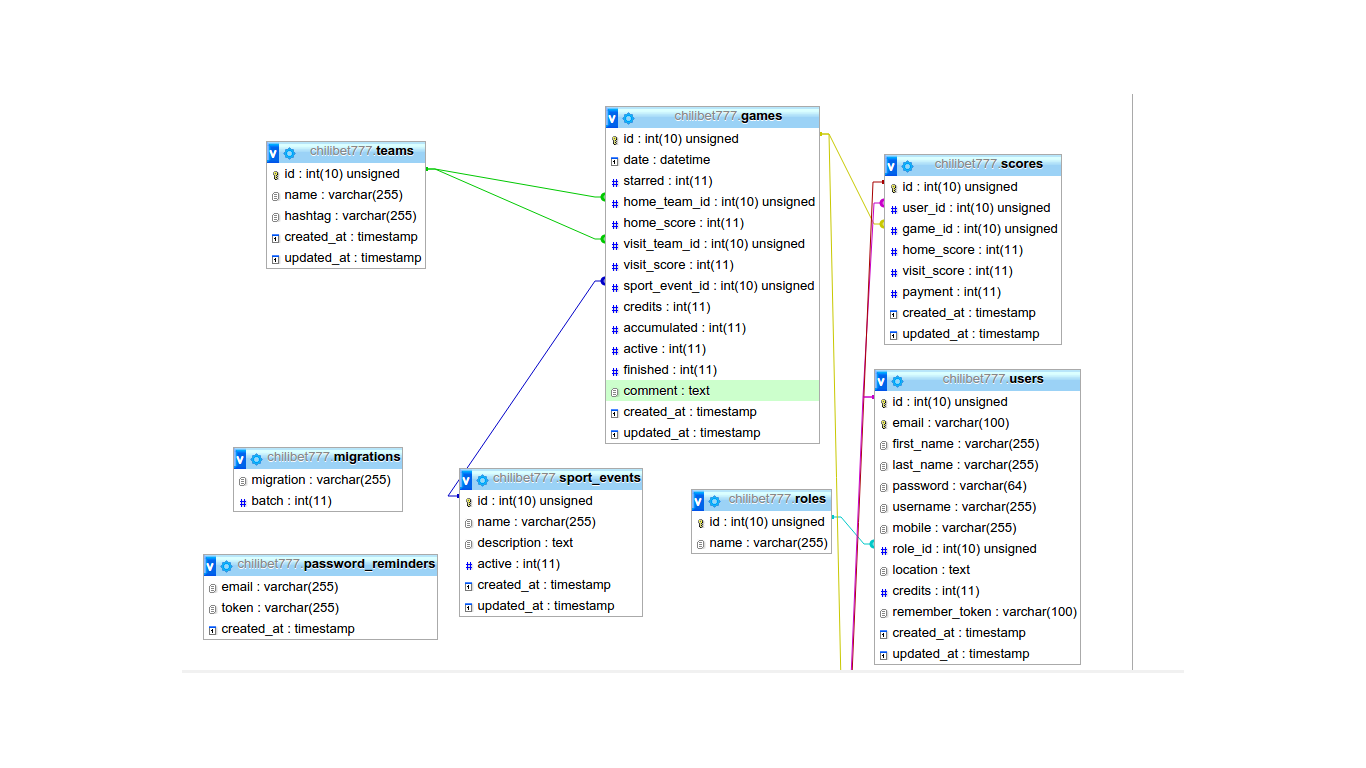 chilibet777.teams
id : int(10) unsigned
name : varchar(255)
hashtag : varchar(255)
created_at : timestamp
updated_at : timestamp
chilibet777.games
id : int(10) unsigned
date : datetime
starred : int(11)
home_team_id : int(10) unsigned
home_score : int(11)
visit_team_id : int(10) unsigned
visit_score : int(11)
sport_event_id : int(10) unsigned
credits : int(11)
accumulated : int(11)
active : int(11)
finished : int(11)
comment : text
created_at : timestamp
updated_at : timestamp
chilibet777.scores
id : int(10) unsigned
user_id : int(10) unsigned
game_id : int(10) unsigned
home_score : int(11)
visit_score : int(11)
payment : int(11)
created_at : timestamp
updated_at : timestamp
chilibet777.users
id : int(10) unsigned
email : varchar(100)
first_name : varchar(255)
last_name : varchar(255)
password : varchar(64)
username : varchar(255)
mobile : varchar(255)
role_id : int(10) unsigned
location : text
credits : int(11)
remember_token : varchar(100)
created_at : timestamp
updated_at : timestamp
chilibet777.migrations
migration : varchar(255)
batch : int(11)
chilibet777.sport_events
id : int(10) unsigned
name : varchar(255)
description : text
active : int(11)
created_at : timestamp
updated_at : timestamp
chilibet777.roles
id : int(10) unsigned
name : varchar(255)
chilibet777.password_reminders
email : varchar(255)
token : varchar(255)
created_at : timestamp